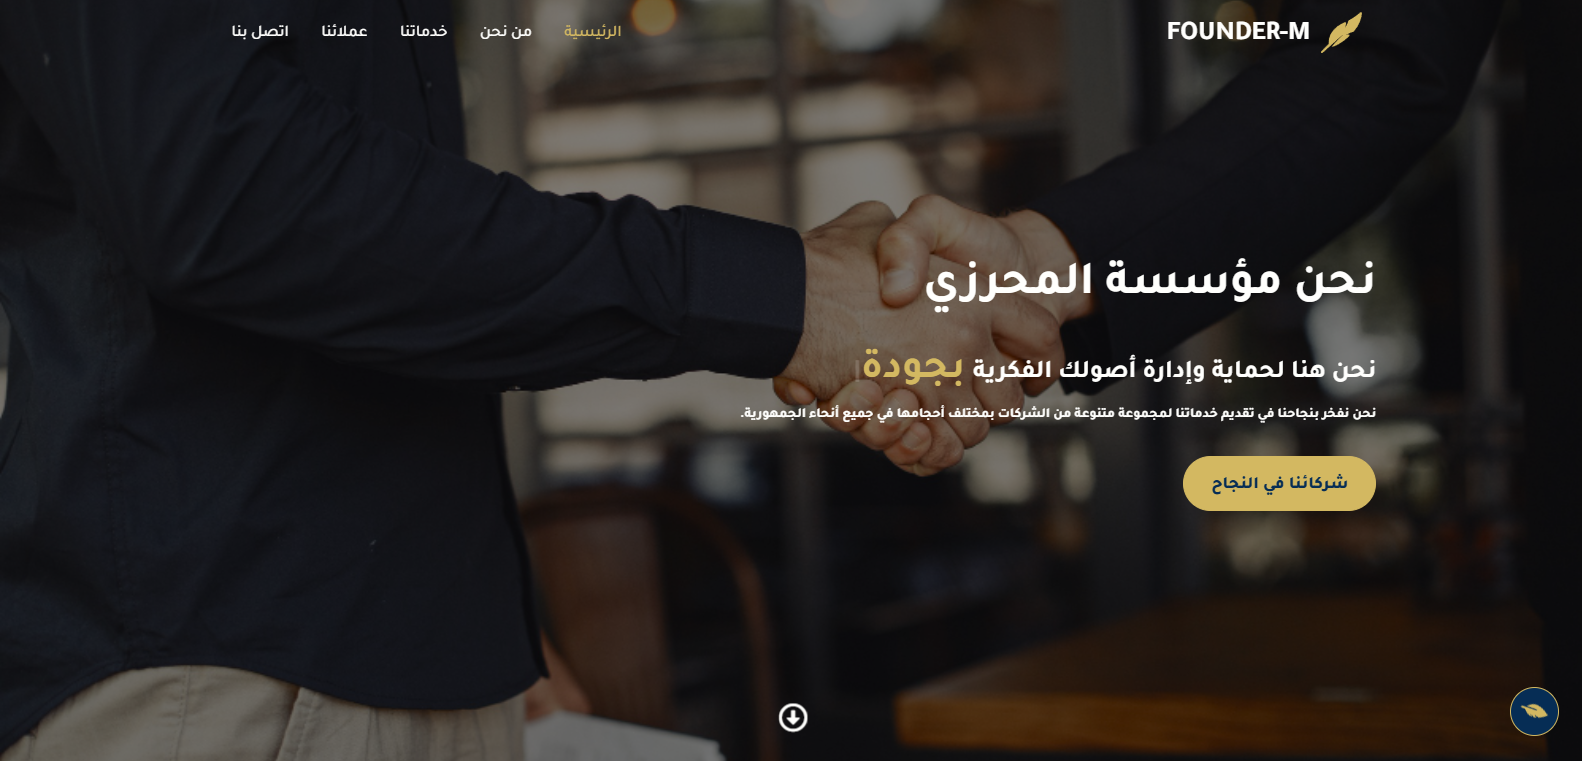 FOUNDER-M
الرئيسية
من نحن
خدماتنا
عملائنا
اتصل بنا
نحن مؤسسة المحرزي
نحن هنا لحماية وإدارة أصولك الفكرية بجودة
نحن نفخر بنجاحنا في تقديم خدماتنا لمجموعة متنوعة من الشركات بمختلف أحجامها في جميع أنحاء الجمهورية.
شركائنا في النجاح